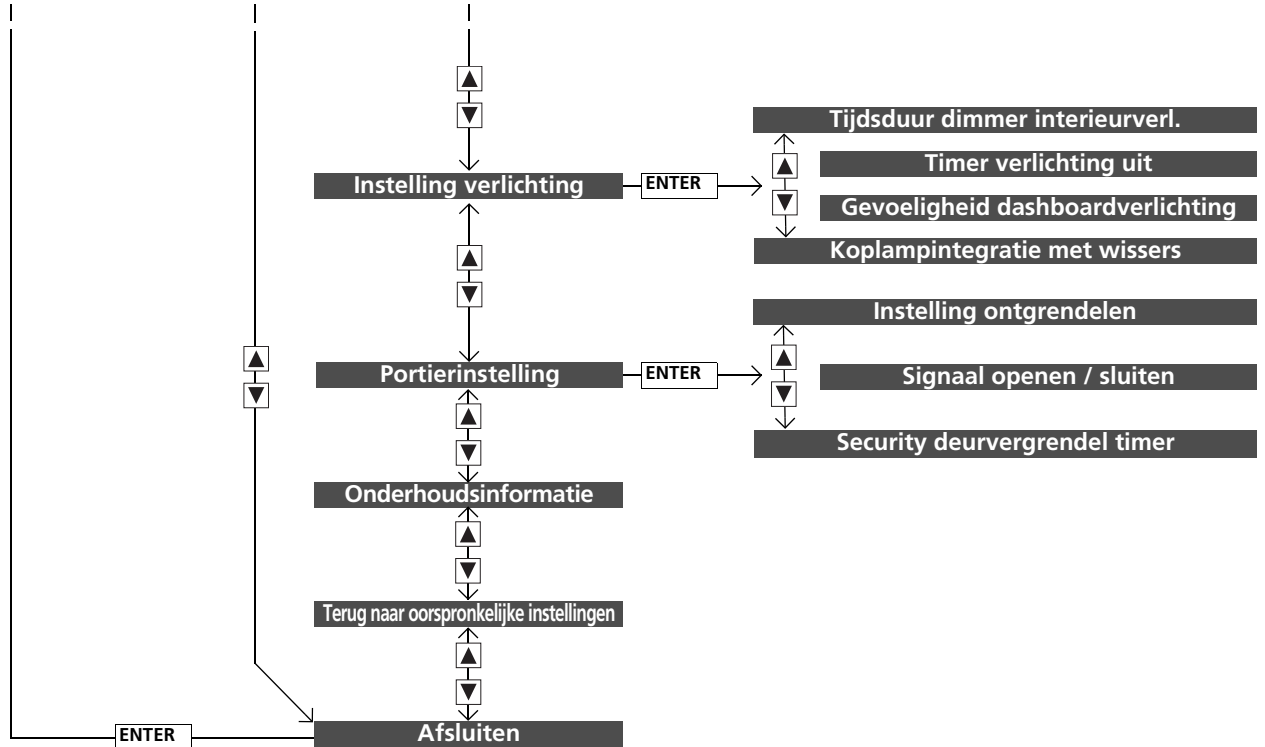 Tijdsduur dimmer interieurverl.
Timer verlichting uit
Instelling verlichting
ENTER
Gevoeligheid dashboardverlichting
Koplampintegratie met wissers
Instelling ontgrendelen
Portierinstelling
ENTER
Signaal openen / sluiten
Security deurvergrendel timer
Onderhoudsinformatie
Terug naar oorspronkelijke instellingen
ENTER
Afsluiten